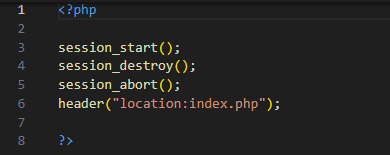 1 <?php
2
3 session_start();
4 session_destroy();
5 session_abort();
6 header("location:index.php");
7
8 ?>